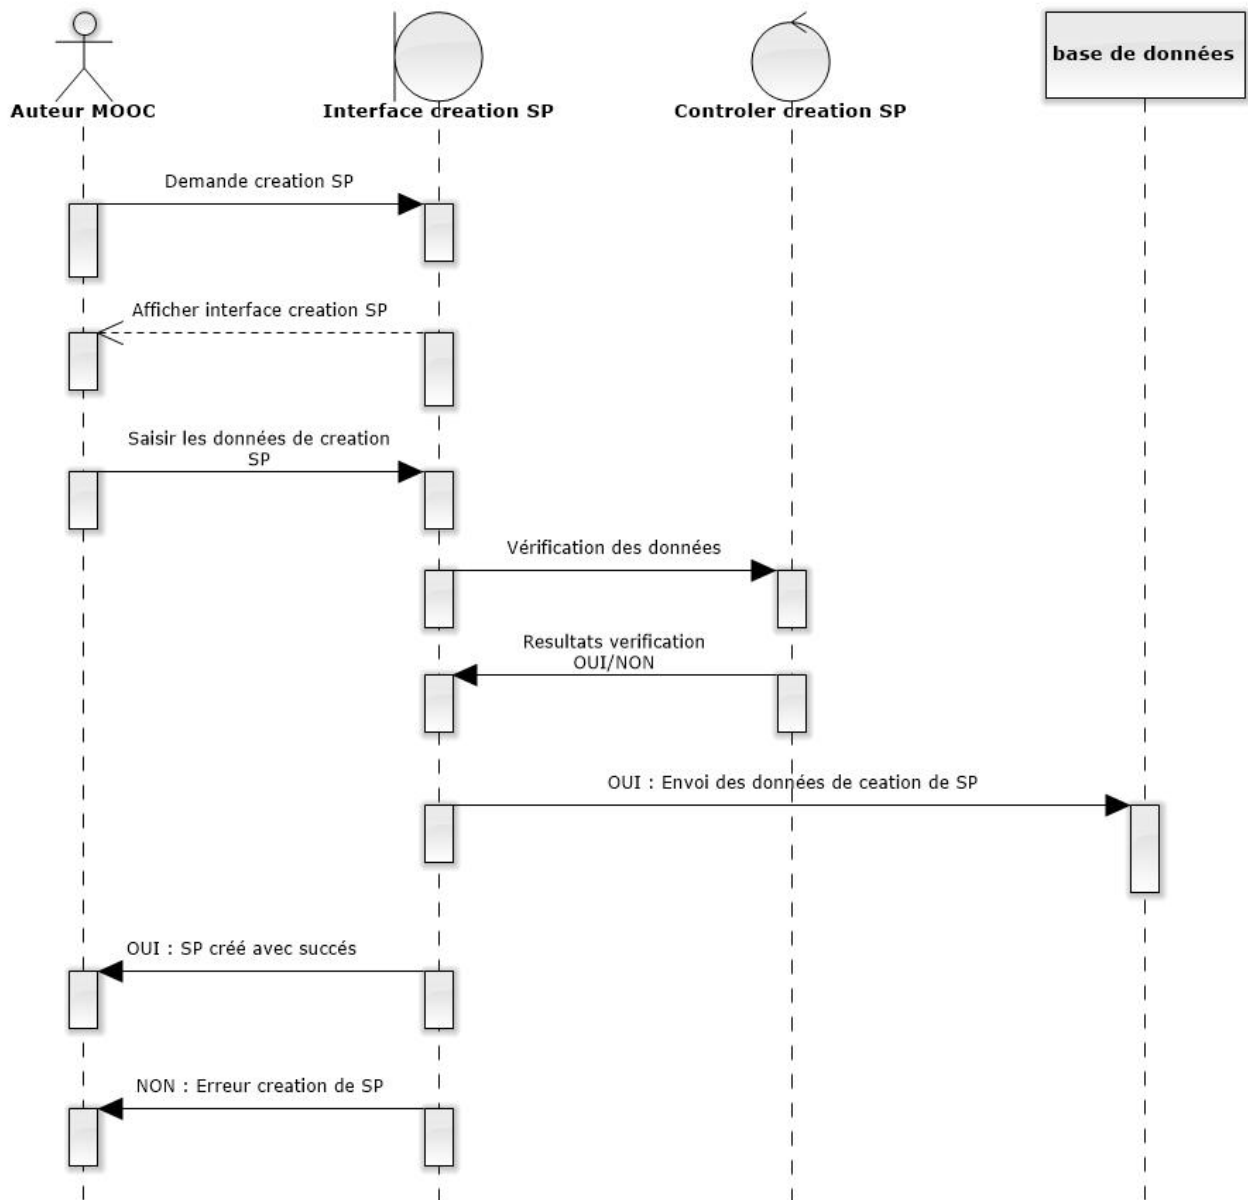 base de données
Auteur MOOC
Interface creation SP
Controler creation SP
Demande creation SP
Afficher interface creation SP
Saisir les données de creation
SP
Vérification des données
Resultats verification
OUI/NON
OUI : Envoi des données de ceation de SP
OUI : SP créé avec succés
NON : Erreur creation de SP